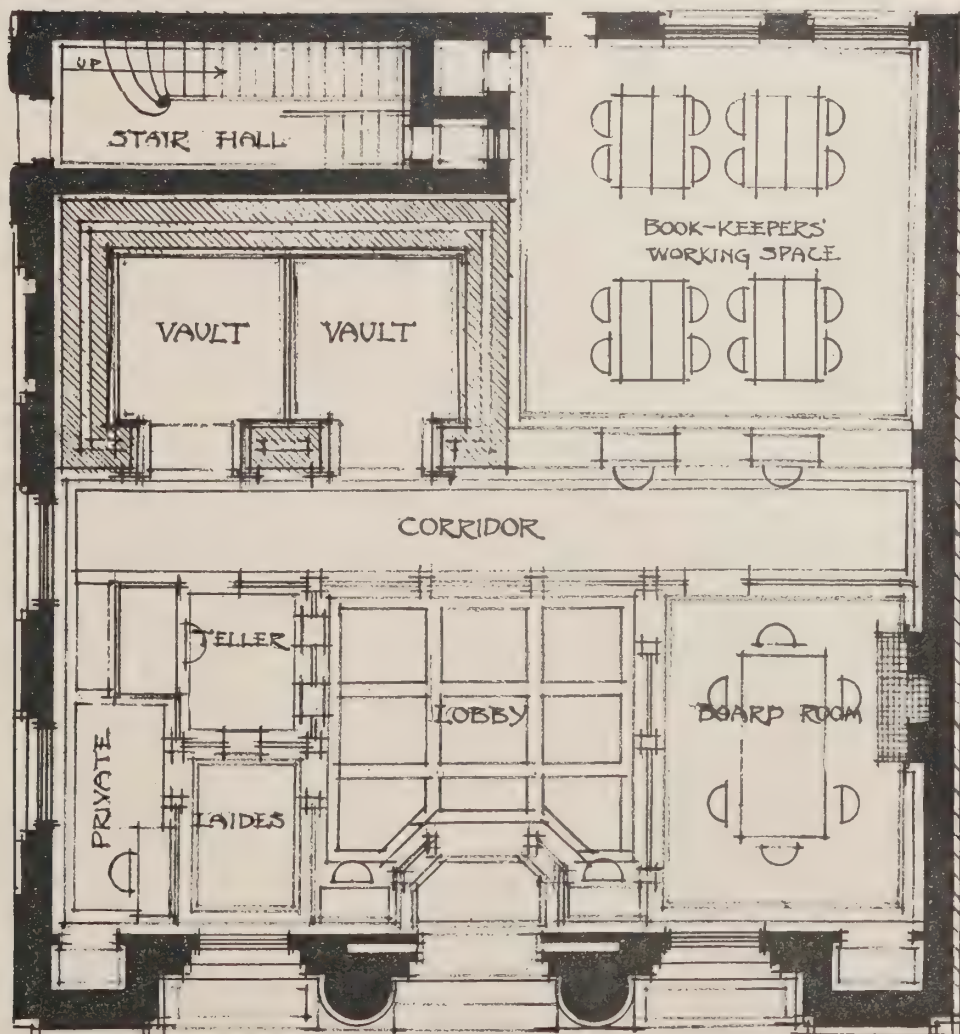 UP
STAIR HALL
BOOK-KEEPERS'
WORKING SPACE
VAULT
VAULT
CORRIDOR
TELLER
LOBBY
BOARD ROOM
PRIVATE
LAIDES